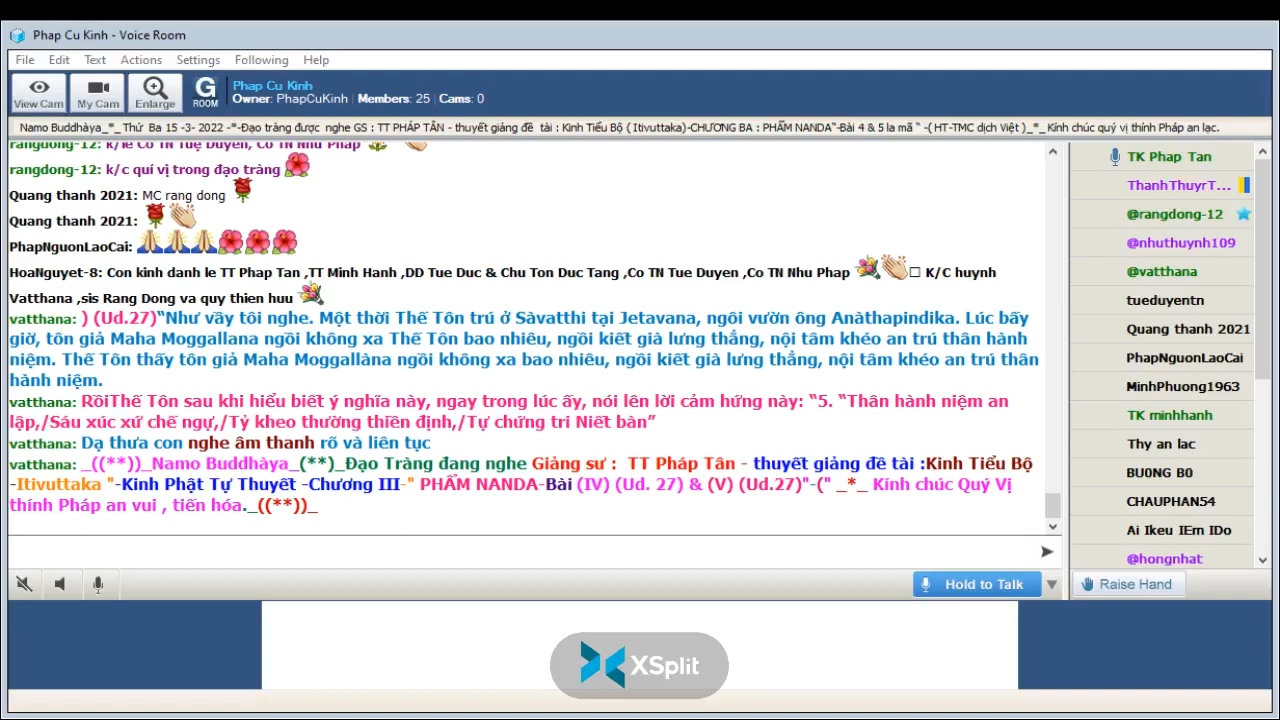 Phap Cu Kinh - Voice Room
File Edit Text Actions Settings Following Help
View Cam
My Cam
Enlarge
G
ROOM
Phap Cu Kinh
Owner: PhapCuKinh | Members: 25 | Cams: 0
Namo Buddhàya_*_ Thứ Ba 15 -3- 2022 -*-Đạo tràng được nghe GS : TT PHÁP TÂN - thuyết giảng đề tài : Kinh Tiểu Bộ ( Itivuttaka)-CHƯƠNG BA : PHẨM NANDA“-Bài 4 & 5 la mã “ -( HT-TMC dịch Việt )_*_ Kính chúc quý vị thính Pháp an lạc.
rangdong-12: k/lễ Cô TN Tuệ Duyên, Cô TN Như Pháp
rangdong-12: k/c quí vị trong đạo tràng
Quang thanh 2021: MC rang dong
Quang thanh 2021:
PhapNguonLaoCai:
HoaNguyet-8: Con kinh danh le TT Phap Tan ,TT Minh Hanh ,DD Tue Duc & Chu Ton Duc Tang ,Co TN Tue Duyen ,Co TN Nhu Phap K/C huynh
Vatthana ,sis Rang Dong va quy thien huu
vatthana: ) (Ud.27)“Như vầy tôi nghe. Một thời Thế Tôn trú ở Sàvatthi tại Jetavana, ngôi vườn ông Anàthapindika. Lúc bấy
giờ, tôn giả Maha Moggallana ngồi không xa Thế Tôn bao nhiêu, ngồi kiết già lưng thẳng, nội tâm khéo an trú thân hành
niệm. Thế Tôn thấy tôn giả Maha Moggallàna ngồi không xa bao nhiêu, ngồi kiết già lưng thẳng, nội tâm khéo an trú thân
hành niệm.
vatthana: RồiThế Tôn sau khi hiểu biết ý nghĩa này, ngay trong lúc ấy, nói lên lời cảm hứng này: “5. “Thân hành niệm an
lập,/Sáu xúc xứ chế ngự,/Tỷ kheo thường thiền định,/Tự chứng tri Niết bàn”
vatthana: Dạ thưa con nghe âm thanh rõ và liên tục
vatthana: _((**))_Namo Buddhàya_(**)_Đạo Tràng đang nghe Giảng sư : TT Pháp Tân - thuyết giảng đề tài :Kinh Tiểu Bộ
-Itivuttaka "-Kinh Phật Tự Thuyết -Chương III-" PHẨM NANDA-Bài (IV) (Ud. 27) & (V) (Ud.27)"-(" _*_ Kính chúc Quý Vị
thính Pháp an vui , tiến hóa._((**))_
TK Phap Tan
ThanhThuyrT...
@rangdong-12
@nhuthuynh109
@vatthana
tueduyentn
Quang thanh 2021
PhapNguonLaoCai
MinhPhuong1963
TK minhhanh
Thy an lac
BU0NG B0
CHAUPHAN54
Ai Ikeu IEm IDo
@hongnhat
Hold to Talk
Raise Hand
XSplit